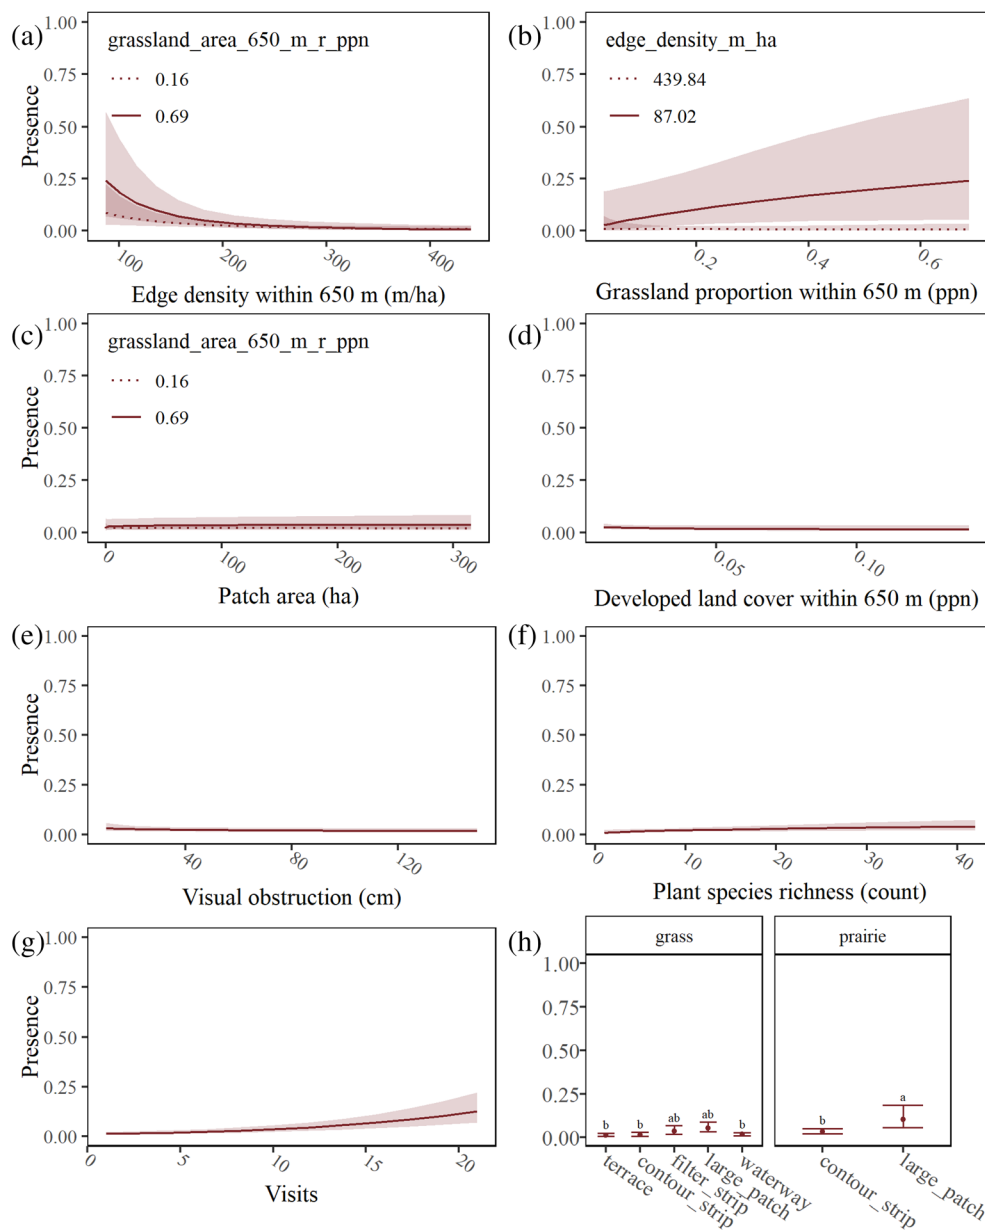 (a)
grassland_area_650_m_r_ppn
0.16
0.69
1.00
0.75
0.50
0.25
0.00
Presence
100
200
300
400
Edge density within 650 m (m/ha)
(b)
edge_density_m_ha
439.84
87.02
1.00
0.75
0.50
0.25
0.00
0.2
0.4
0.6
Grassland proportion within 650 m (ppn)
(c)
grassland_area_650_m_r_ppn
0.16
0.69
1.00
0.75
0.50
0.25
0.00
Presence
0
100
200
300
Patch area (ha)
(d)
1.00
0.75
0.50
0.25
0.00
0.05
0.10
Developed land cover within 650 m (ppn)
(e)
1.00
0.75
0.50
0.25
0.00
Presence
40
80
120
Visual obstruction (cm)
(f)
1.00
0.75
0.50
0.25
0.00
0
10
20
30
40
Plant species richness (count)
(g)
1.00
0.75
0.50
0.25
0.00
Presence
0
5
10
15
20
Visits
(h)
grass
prairie
1.00
0.75
0.50
0.25
0.00
b
b
ab
ab
b
b
a
terrace
contour_strip
filter_strip
large_patch
waterway
contour_strip
large_patch